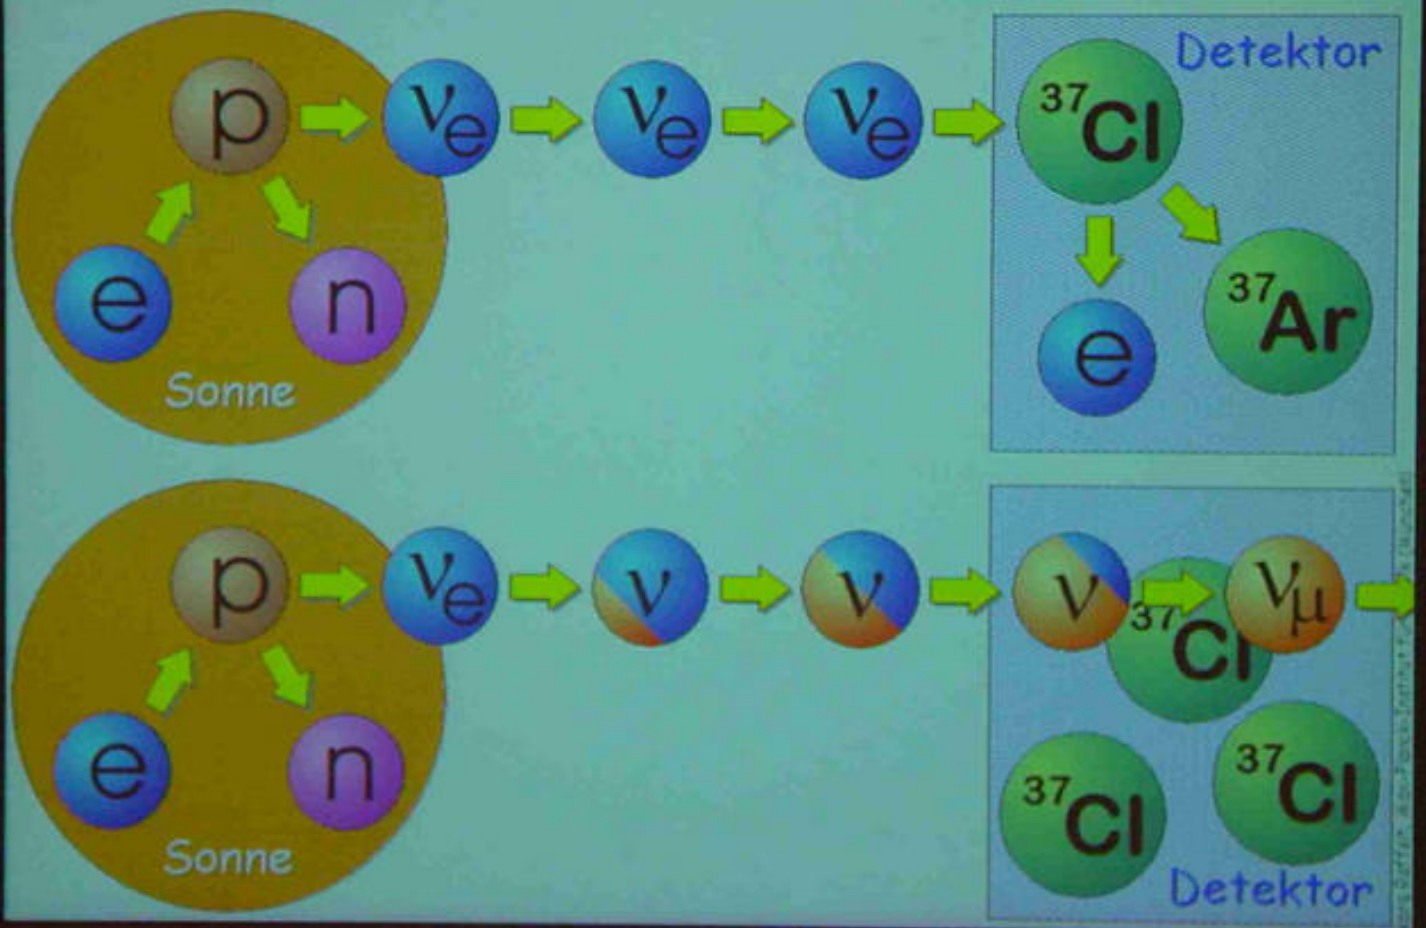 Detektor
p νe νe νe ³⁷Cl
e n e ³⁷Ar
Sonne
p νe ν ν ν ³⁷Cl νμ
e n ³⁷Cl ³⁷Cl
Sonne
Detektor